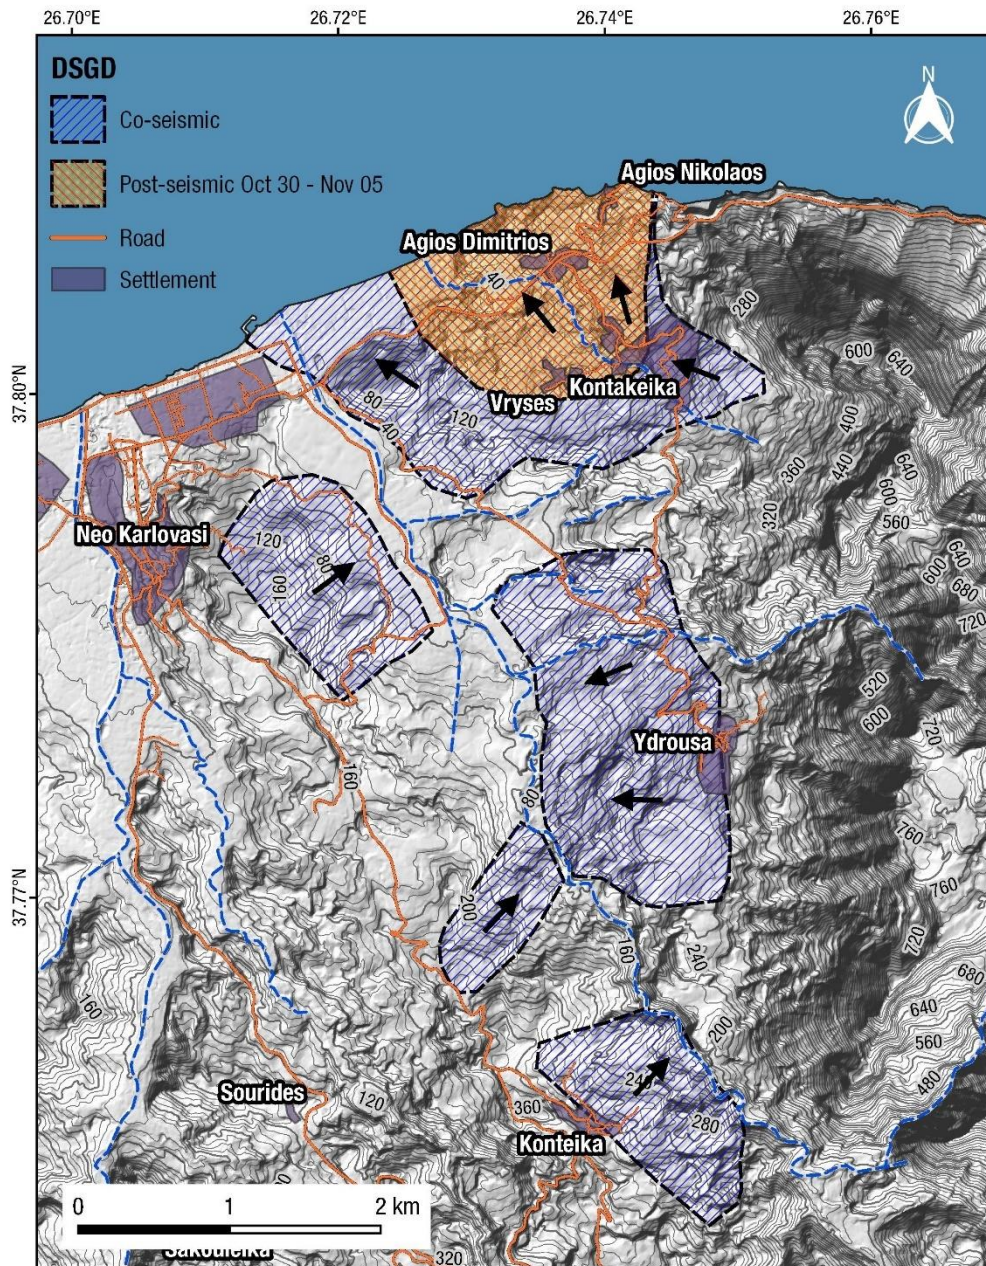 26.70°E
26.72°E
26.74°E
26.76°E
DSGD
N
Co-seismic
Post-seismic Oct 30 - Nov 05
Agios Nikolaos
Road
Agios Dimitrios
Settlement
40
280
600
640
37.80°N
Kontakeika
Vryses
80
120
400
40
440
640
360
600
320
560
Neo Karlovasi
120
80
160
640
600
680
720
520
600
720
Ydrousa
160
80
760
37.77°N
760
200
720
240
160
680
160
200
640
560
480
240
Sourides
120
360
280
Konteika
0
1
2 km
Sakouleika
320